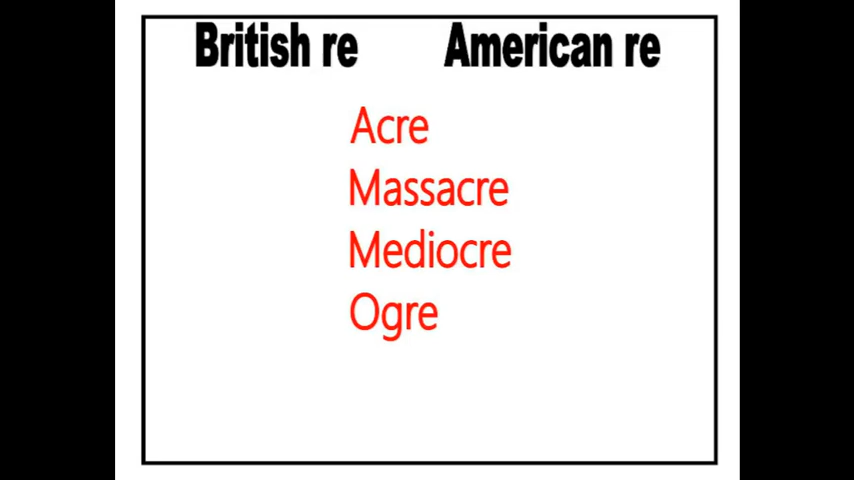 British re American re
Acre
Massacre
Mediocre
Ogre